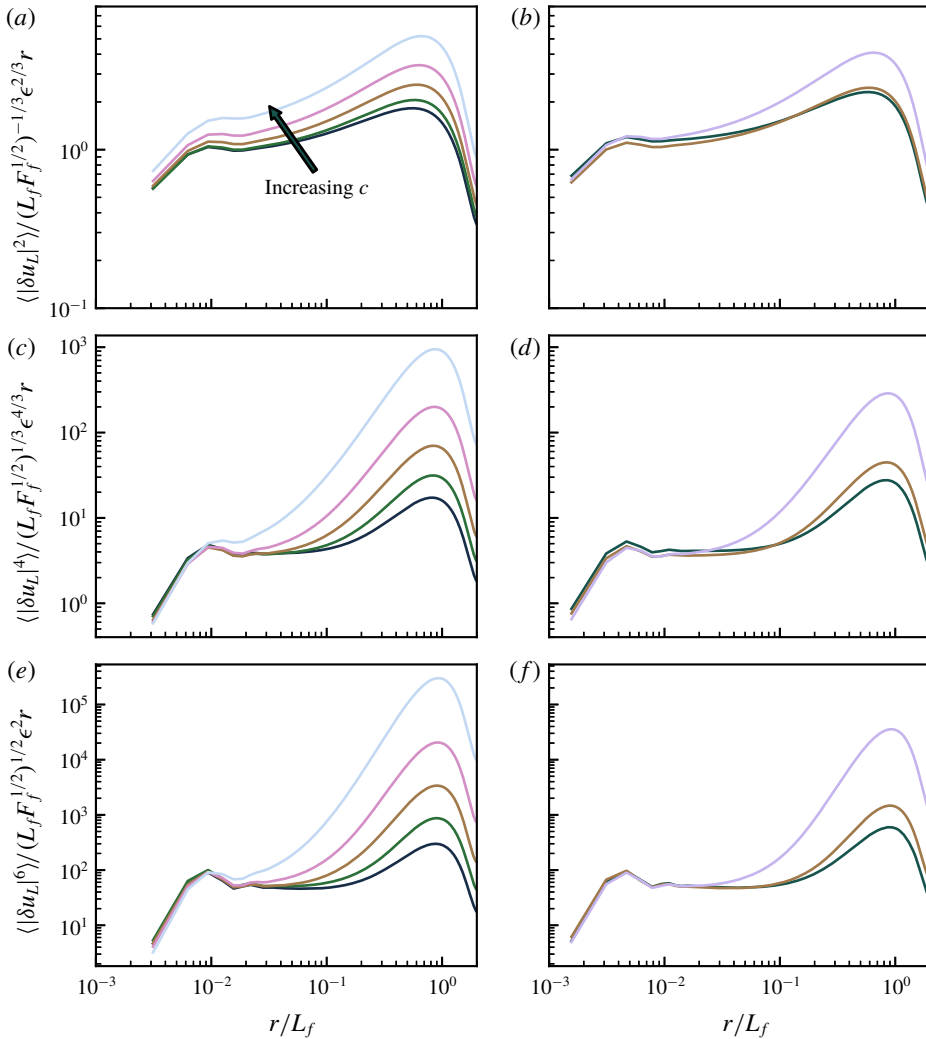 (a) (b)
⟨|δu_L|^2⟩/(L_f F_f^{1/2})^{−1/3}ϵ^{2/3}r
10^0
10^{−1}
Increasing c
(c) (d)
⟨|δu_L|^4⟩/(L_f F_f^{1/2})^{1/3}ϵ^{4/3}r
10^3
10^2
10^1
10^0
(e) (f)
⟨|δu_L|^6⟩/(L_f F_f^{1/2})^{1/2}ϵ^2r
10^5
10^4
10^3
10^2
10^1
10^{−3} 10^{−2} 10^{−1} 10^0 10^{−3} 10^{−2} 10^{−1} 10^0
r/L_f r/L_f